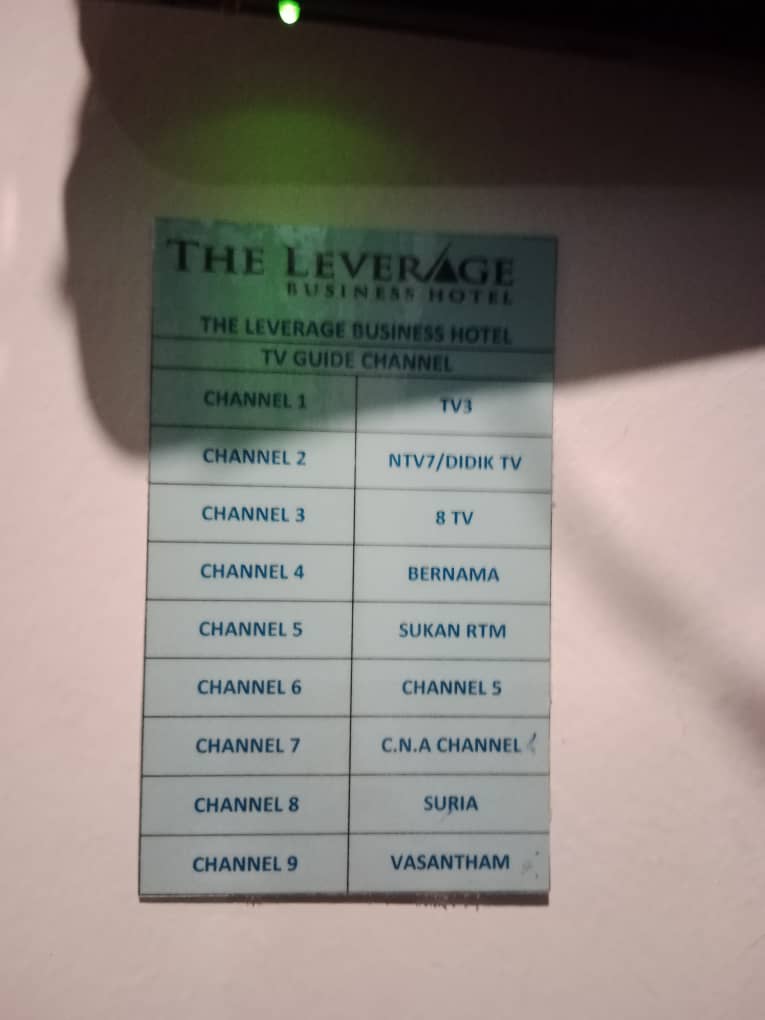 THE LEVERAGE
BUSINESS HOTEL
THE LEVERAGE BUSINESS HOTEL
TV GUIDE CHANNEL
CHANNEL 1 TV3
CHANNEL 2 NTV7/DIDIK TV
CHANNEL 3 8 TV
CHANNEL 4 BERNAMA
CHANNEL 5 SUKAN RTM
CHANNEL 6 CHANNEL 5
CHANNEL 7 C.N.A CHANNEL
CHANNEL 8 SURIA
CHANNEL 9 VASANTHAM